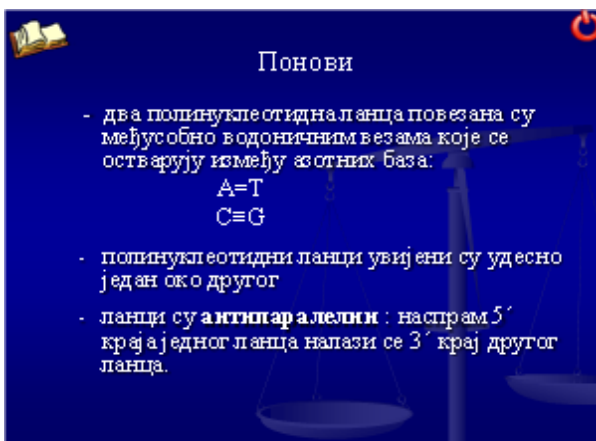 Понови
- два полинуклеотидна ланца повезана су
међусобно водоничним везама које се
остварују између азотних база:
A=T
C≡G
- полинуклеотидни ланци увијени су удесно
један око другог
- ланци су антипаралелни : наспрам 5´
краја једног ланца налази се 3´ крај другог
ланца.